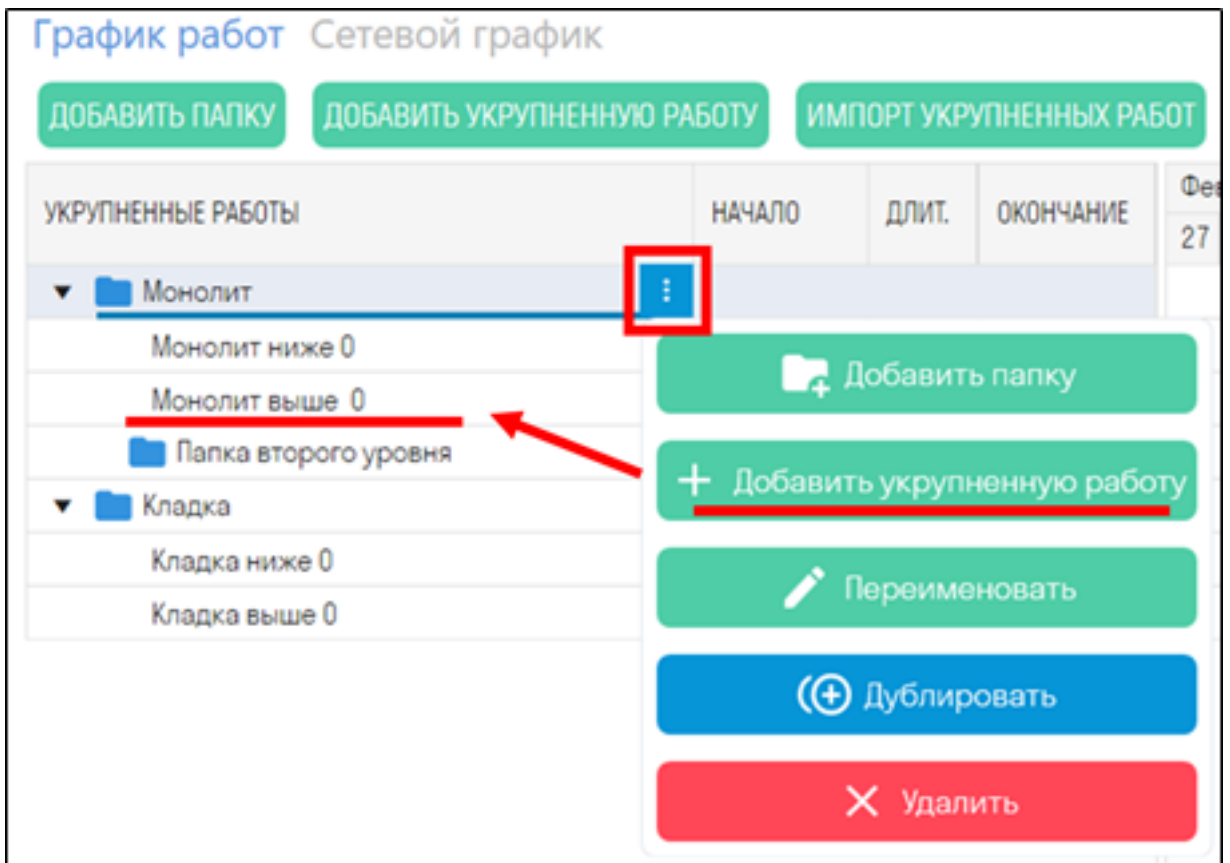 График работ Сетевой график
ДОБАВИТЬ ПАПКУ ДОБАВИТЬ УКРУПНЕННУЮ РАБОТУ ИМПОРТ УКРУПНЕННЫХ РАБОТ
УКРУПНЕННЫЕ РАБОТЫ НАЧАЛО ДЛИТ. ОКОНЧАНИЕ
27
Монолит
Монолит ниже 0
Монолит выше 0
Папка второго уровня
Кладка
Кладка ниже 0
Кладка выше 0
Добавить папку
Добавить укрупненную работу
Переименовать
Дублировать
Удалить